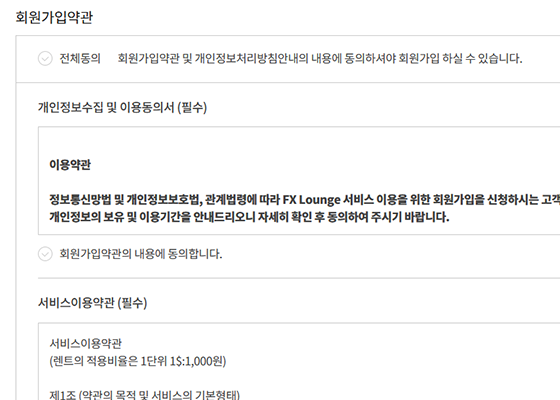 회원가입약관
전체동의 회원가입약관 및 개인정보처리방침안내의 내용에 동의하셔야 회원가입 하실 수 있습니다.
개인정보수집 및 이용동의서 (필수)
이용약관
정보통신망법 및 개인정보보호법, 관계법령에 따라 FX Lounge 서비스 이용을 위한 회원가입을 신청하시는 고객
개인정보의 보유 및 이용기간을 안내드리오니 자세히 확인 후 동의하여 주시기 바랍니다.
회원가입약관의 내용에 동의합니다.
서비스이용약관 (필수)
서비스이용약관
(렌트의 적용비율은 1단위 1$:1,000원)
제1조 (약관의 목적 및 서비스의 기본형태)